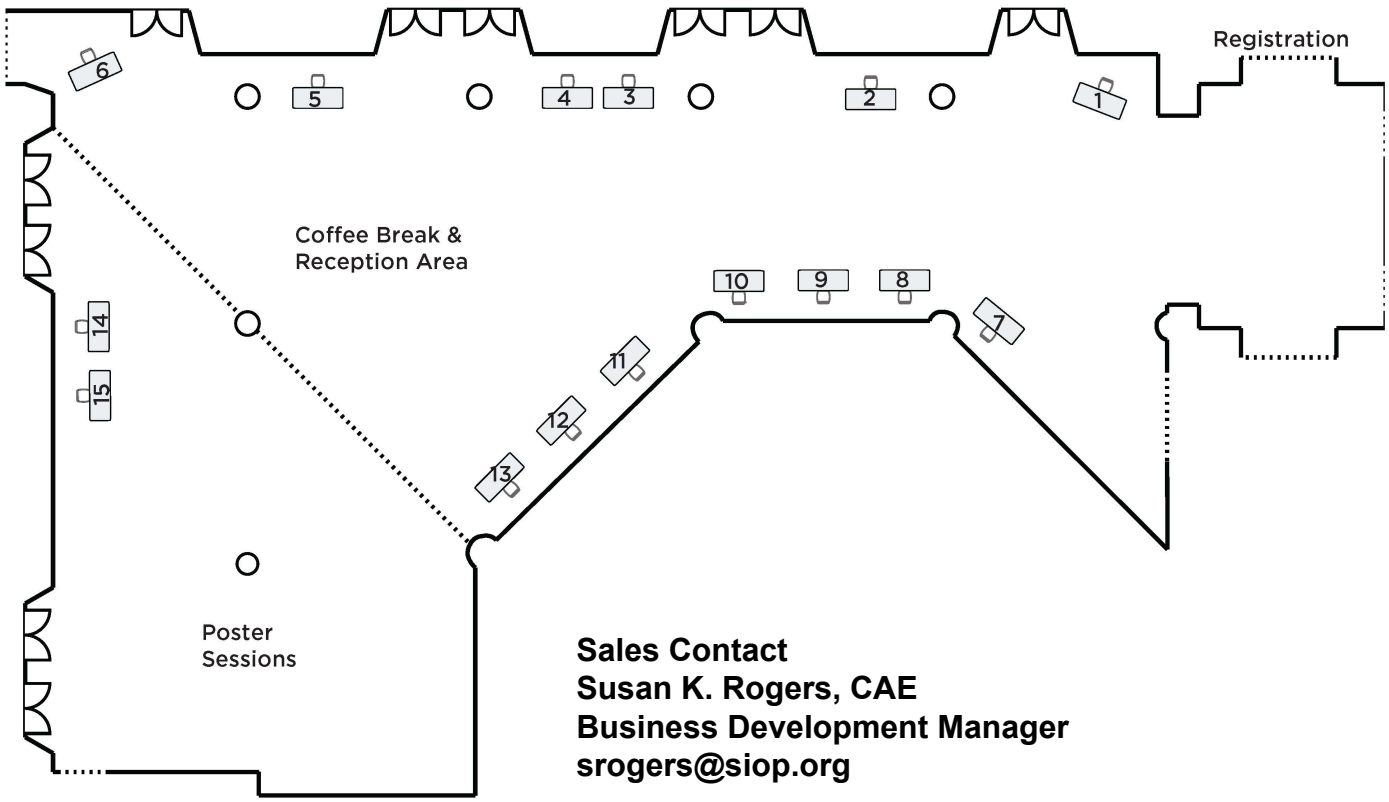 Registration
6
5
4
3
2
1
Coffee Break &
Reception Area
10
9
8
7
14
11
15
12
13
Poster
Sessions
Sales Contact
Susan K. Rogers, CAE
Business Development Manager
srogers@siop.org